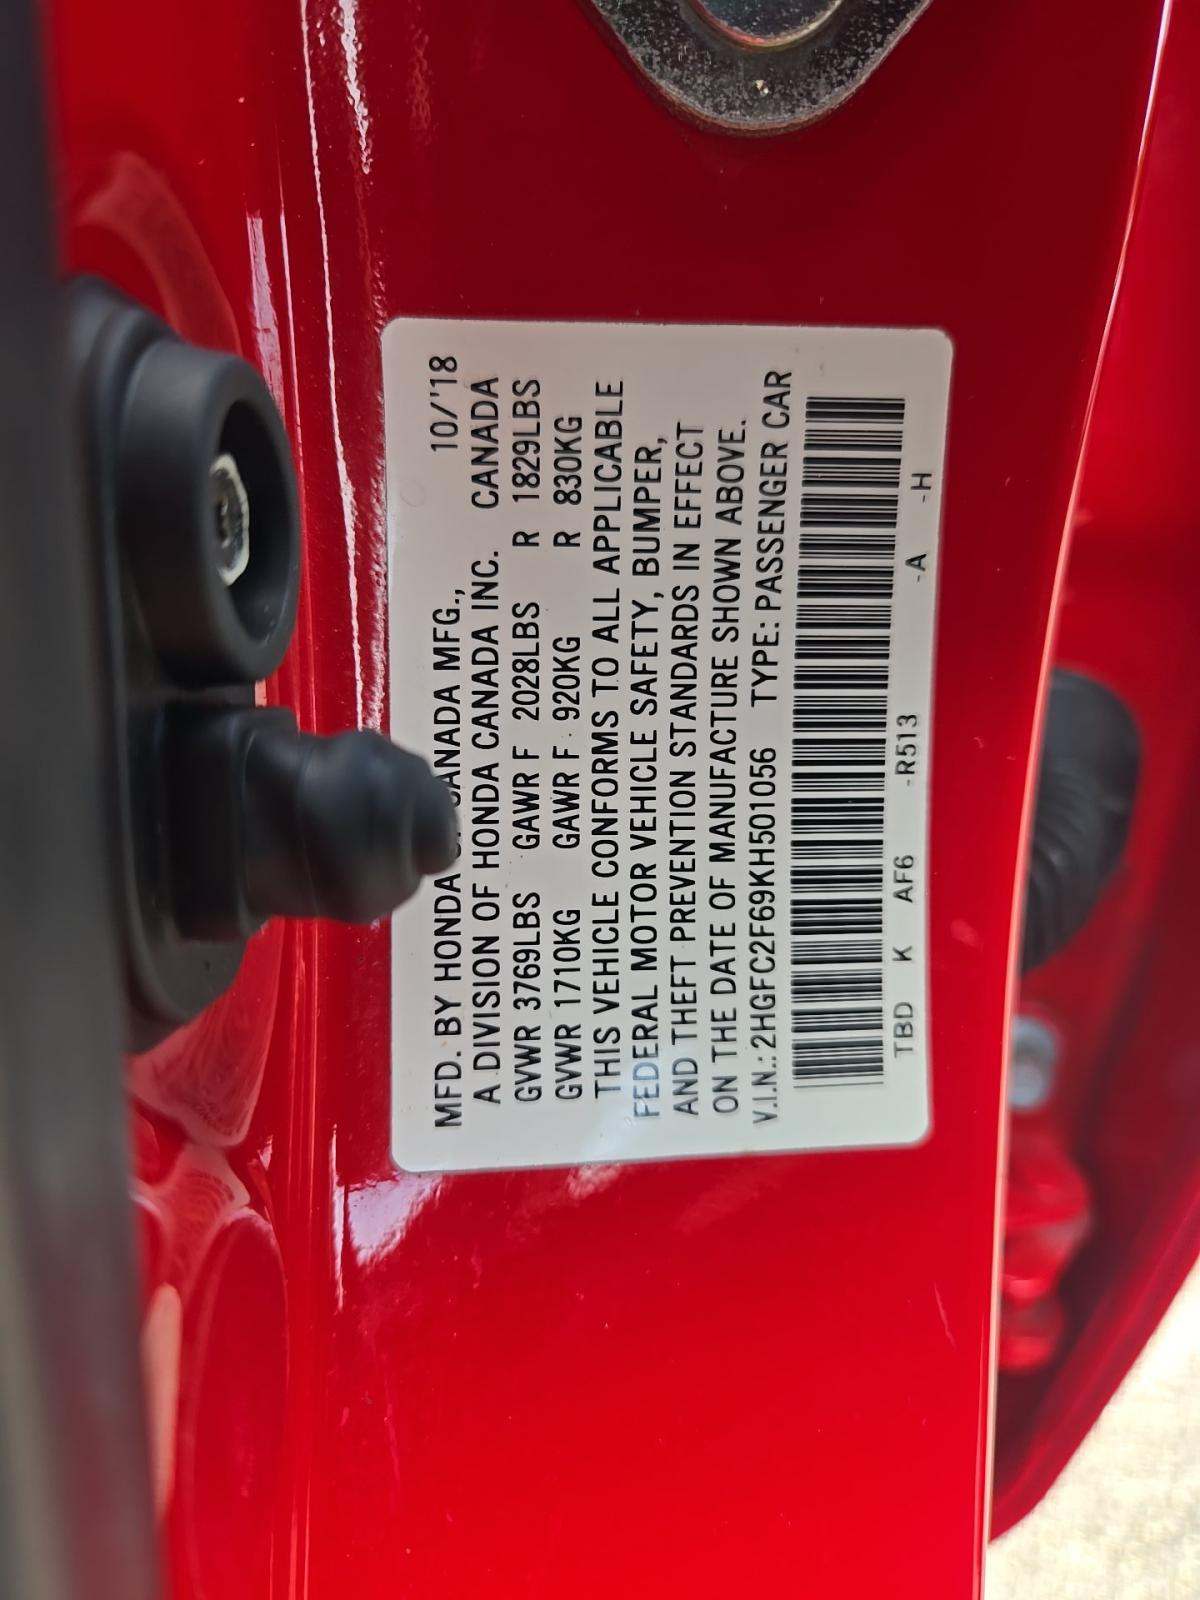 10/'18
MFD. BY HONDA CANADA MFG.,
A DIVISION OF HONDA CANADA INC. CANADA
GVWR 3769LBS GAWR F 2028LBS R 1829LBS
GVWR 1710KG GAWR F 920KG R 830KG
THIS VEHICLE CONFORMS TO ALL APPLICABLE
FEDERAL MOTOR VEHICLE SAFETY, BUMPER,
AND THEFT PREVENTION STANDARDS IN EFFECT
ON THE DATE OF MANUFACTURE SHOWN ABOVE.
V.I.N.: 2HGFC2F69KH501056 TYPE: PASSENGER CAR
TBD K AF6 -R513 -A -H